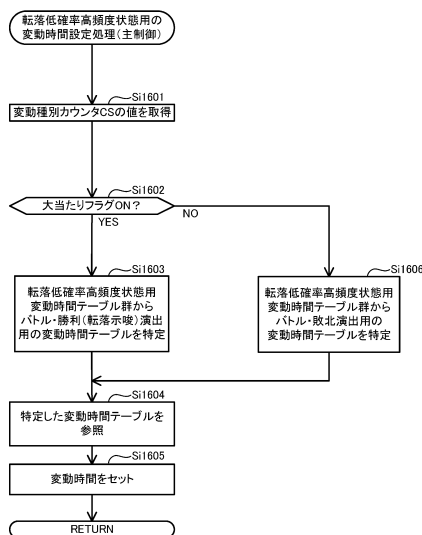 転落低確率高頻度状態用の
変動時間設定処理(主制御)
Si1601
変動種別カウンタCSの値を取得
Si1602
大当たりフラグON?
YES
NO
Si1603
転落低確率高頻度状態用
変動時間テーブル群から
バトル・勝利(転落示唆)演出
用の変動時間テーブルを特定
Si1606
転落低確率高頻度状態用
変動時間テーブル群から
バトル・敗北演出用の
変動時間テーブルを特定
Si1604
特定した変動時間テーブルを
参照
Si1605
変動時間をセット
RETURN